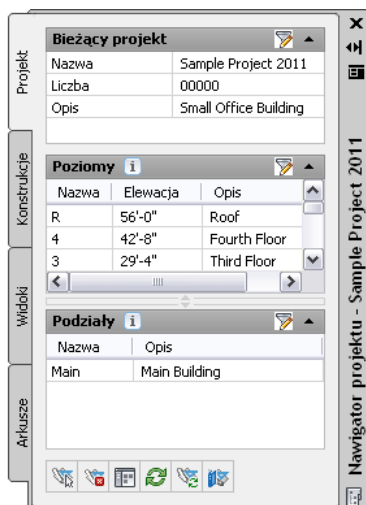 Bieżący projekt
Nazwa Sample Project 2011
Liczba 00000
Opis Small Office Building
Poziomy
Nazwa Elewacja Opis
R 56'-0" Roof
4 42'-8" Fourth Floor
3 29'-4" Third Floor
Podziały
Nazwa Opis
Main Main Building
Projekt
Konstrukcje
Widoki
Arkusze
Nawigator projektu - Sample Project 2011